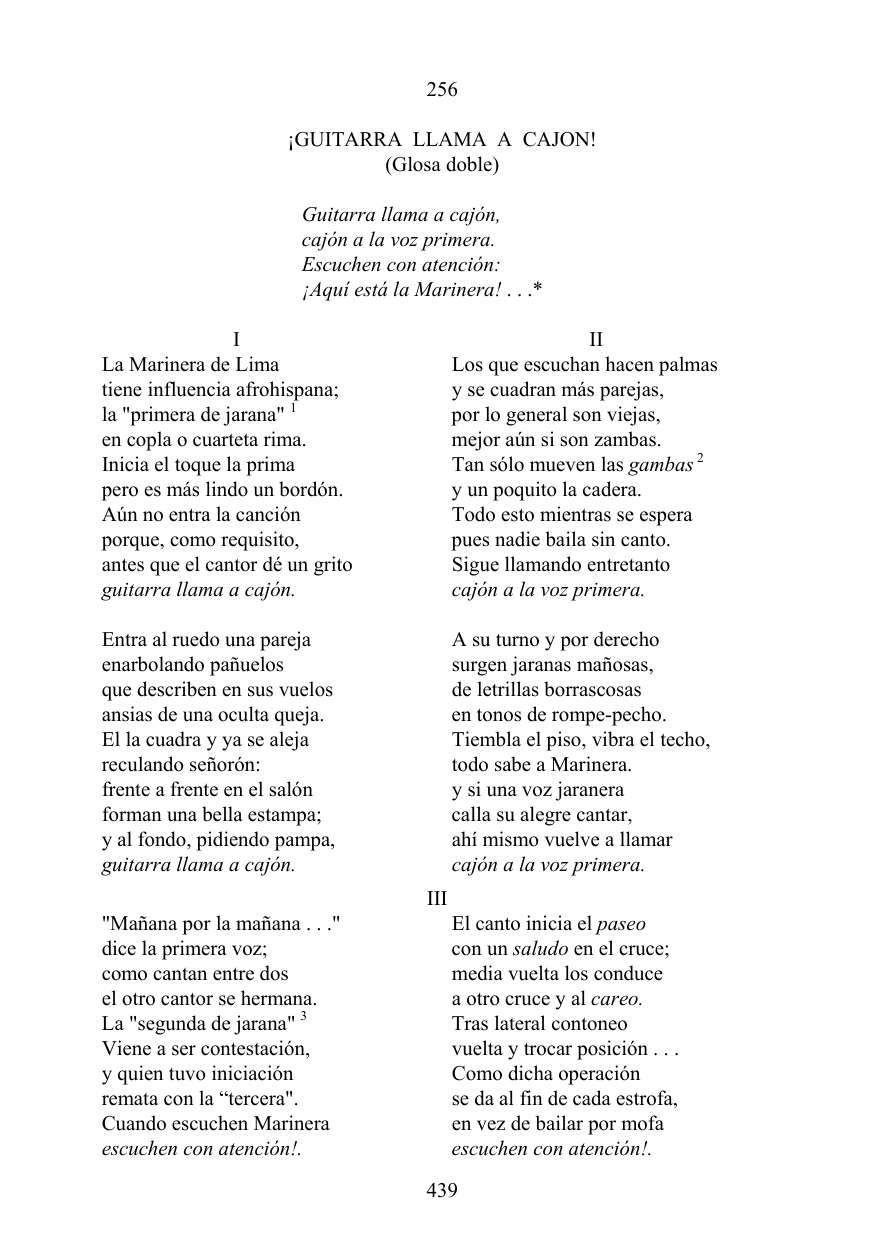 256
¡GUITARRA LLAMA A CAJON!
(Glosa doble)
Guitarra llama a cajón,
cajón a la voz primera.
Escuchen con atención:
¡Aquí está la Marinera! . . .*
I
La Marinera de Lima
tiene influencia afrohispana;
la "primera de jarana" 1
en copla o cuarteta rima.
Inicia el toque la prima
pero es más lindo un bordón.
Aún no entra la canción
porque, como requisito,
antes que el cantor dé un grito
guitarra llama a cajón.
Entra al ruedo una pareja
enarbolando pañuelos
que describen en sus vuelos
ansias de una oculta queja.
El la cuadra y ya se aleja
reculando señorón:
frente a frente en el salón
forman una bella estampa;
y al fondo, pidiendo pampa,
guitarra llama a cajón.
II
Los que escuchan hacen palmas
y se cuadran más parejas,
por lo general son viejas,
mejor aún si son zambas.
Tan sólo mueven las gambas 2
y un poquito la cadera.
Todo esto mientras se espera
pues nadie baila sin canto.
Sigue llamando entretanto
cajón a la voz primera.
A su turno y por derecho
surgen jaranas mañosas,
de letrillas borrascosas
en tonos de rompe-pecho.
Tiembla el piso, vibra el techo,
todo sabe a Marinera.
y si una voz jaranera
calla su alegre cantar,
ahí mismo vuelve a llamar
cajón a la voz primera.
III
"Mañana por la mañana . . ."
dice la primera voz;
como cantan entre dos
el otro cantor se hermana.
La "segunda de jarana" 3
Viene a ser contestación,
y quien tuvo iniciación
remata con la “tercera".
Cuando escuchen Marinera
escuchen con atención!.
El canto inicia el paseo
con un saludo en el cruce;
media vuelta los conduce
a otro cruce y al careo.
Tras lateral contoneo
vuelta y trocar posición . . .
Como dicha operación
se da al fin de cada estrofa,
en vez de bailar por mofa
escuchen con atención!.
439